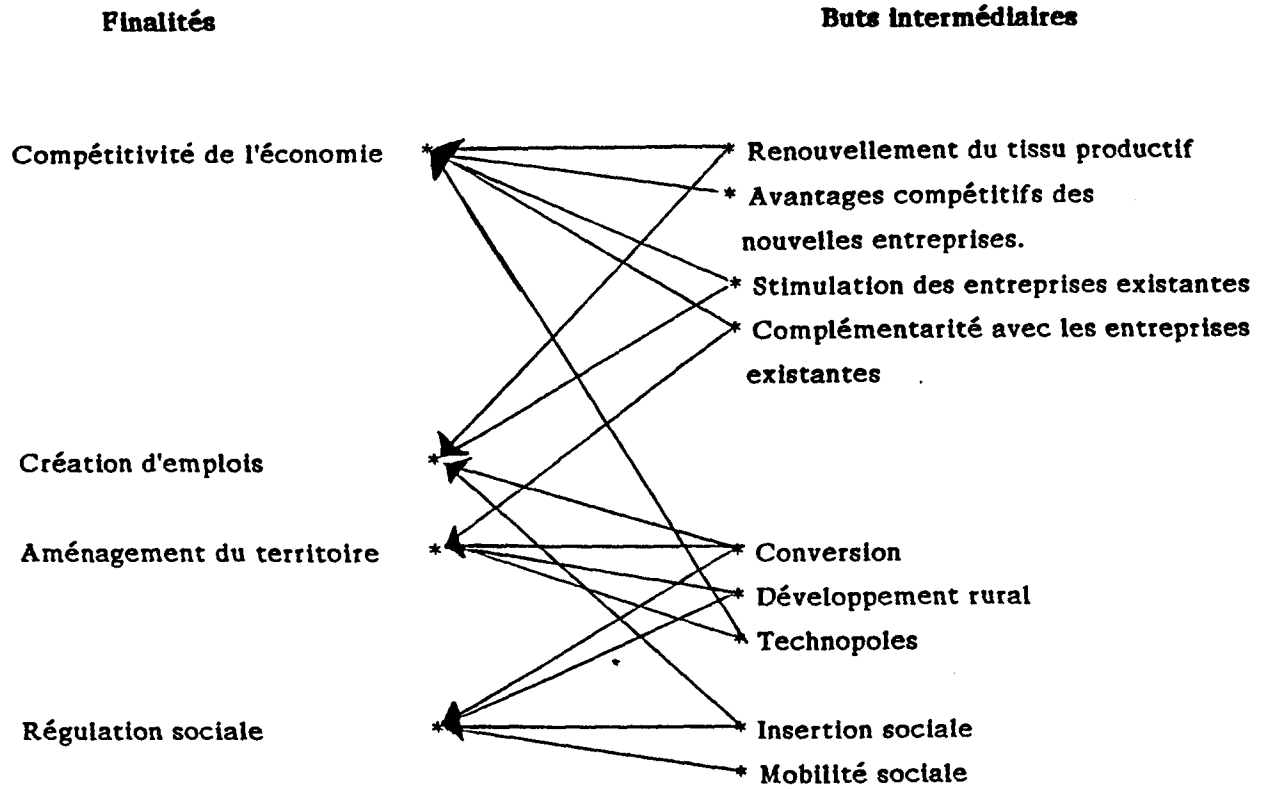 Finalités
Buts intermédiaires
Compétitivité de l'économie *
* Renouvellement du tissu productif
* Avantages compétitifs des
nouvelles entreprises.
* Stimulation des entreprises existantes
* Complémentarité avec les entreprises
existantes
Création d'emplois *
Aménagement du territoire *
* Conversion
* Développement rural
* Technopoles
Régulation sociale *
* Insertion sociale
* Mobilité sociale